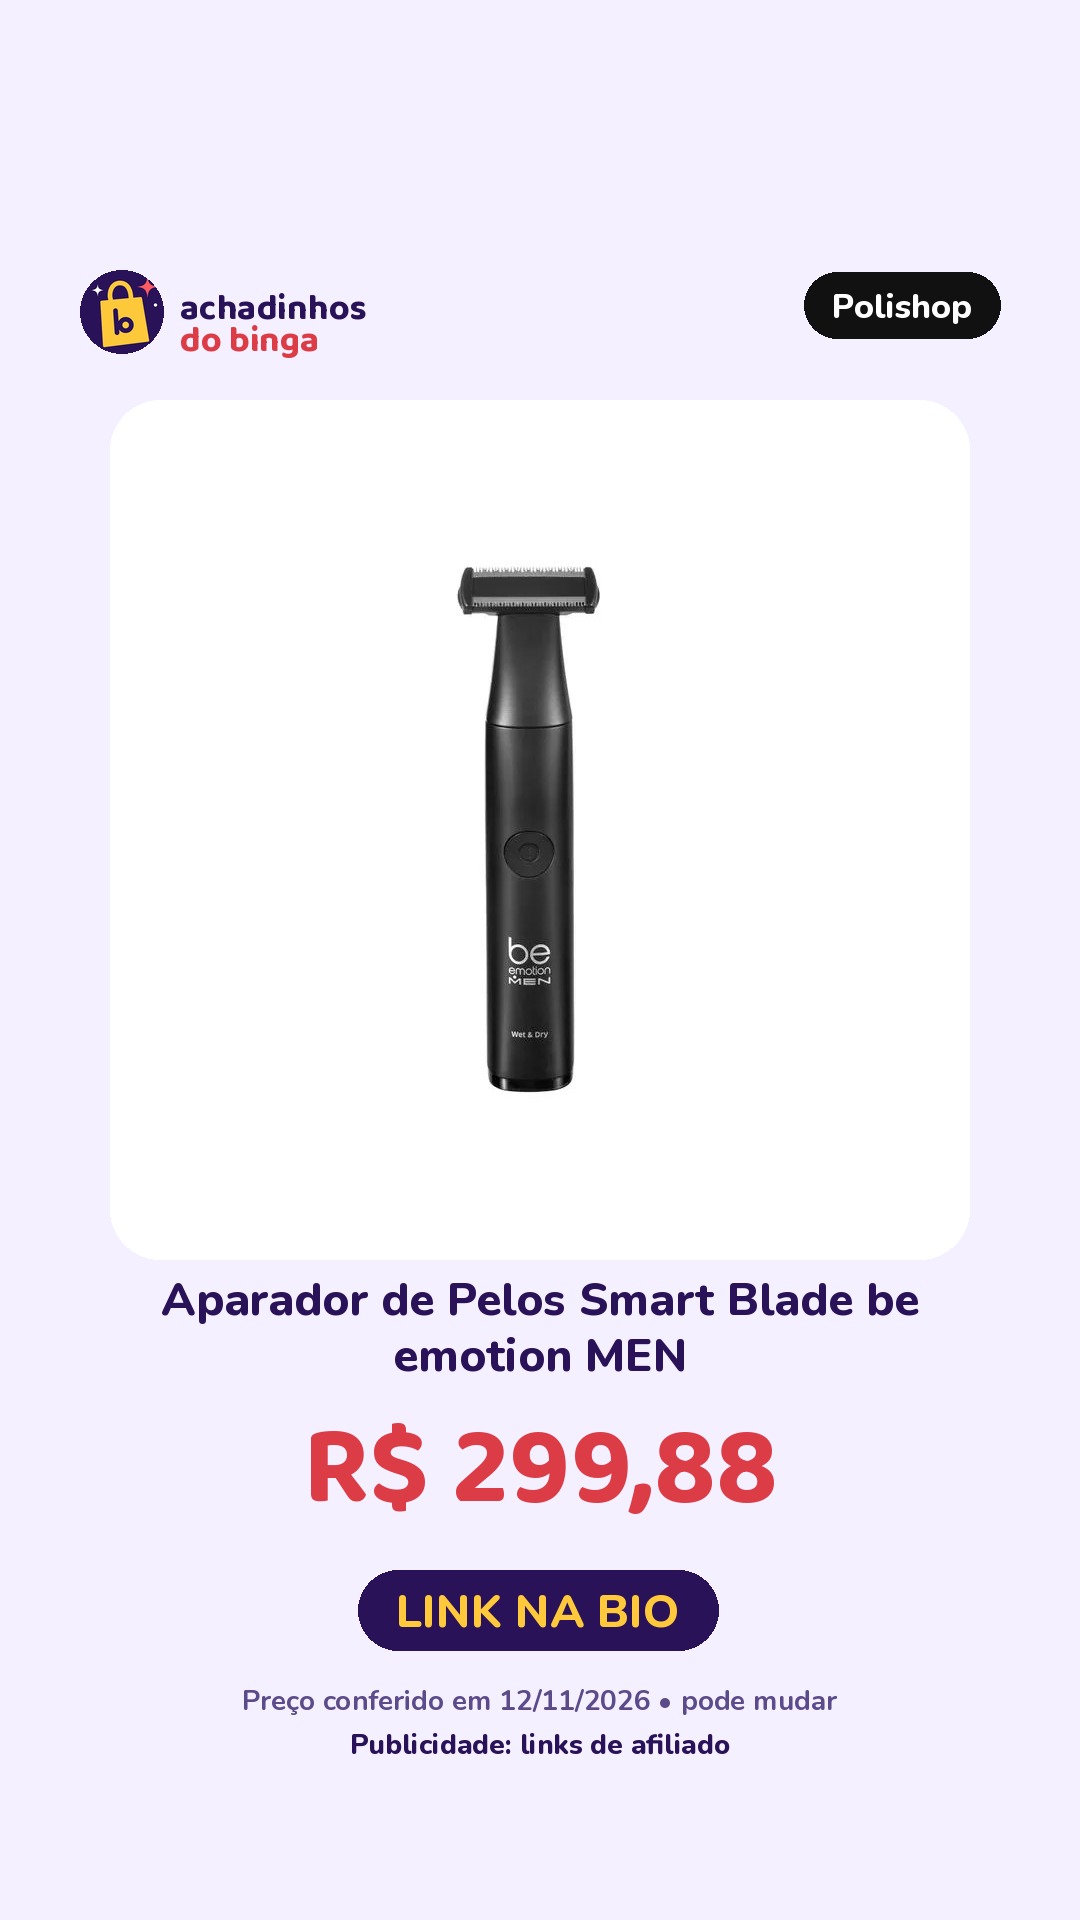 b
achadinhos
do binga
Polishop
be
emotion
MEN
Wet & Dry
Aparador de Pelos Smart Blade be
emotion MEN
R$ 299,88
LINK NA BIO
Preço conferido em 12/11/2026 • pode mudar
Publicidade: links de afiliado